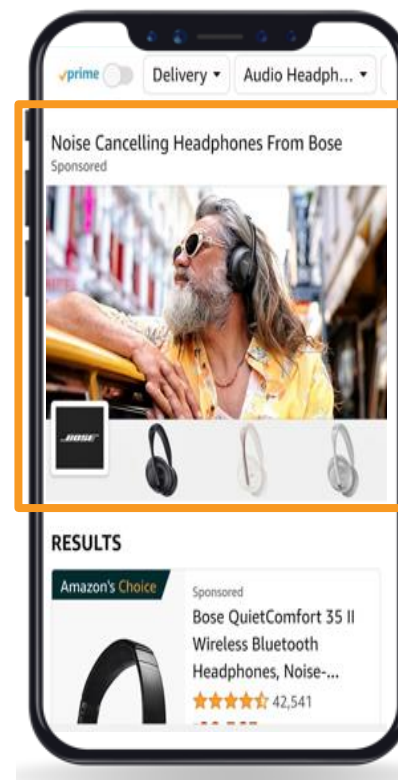 prime
Delivery
Audio Headph...
Noise Cancelling Headphones From Bose
Sponsored
BOSE
RESULTS
Amazon's Choice
Sponsored
Bose QuietComfort 35 II
Wireless Bluetooth
Headphones, Noise-...
42,541